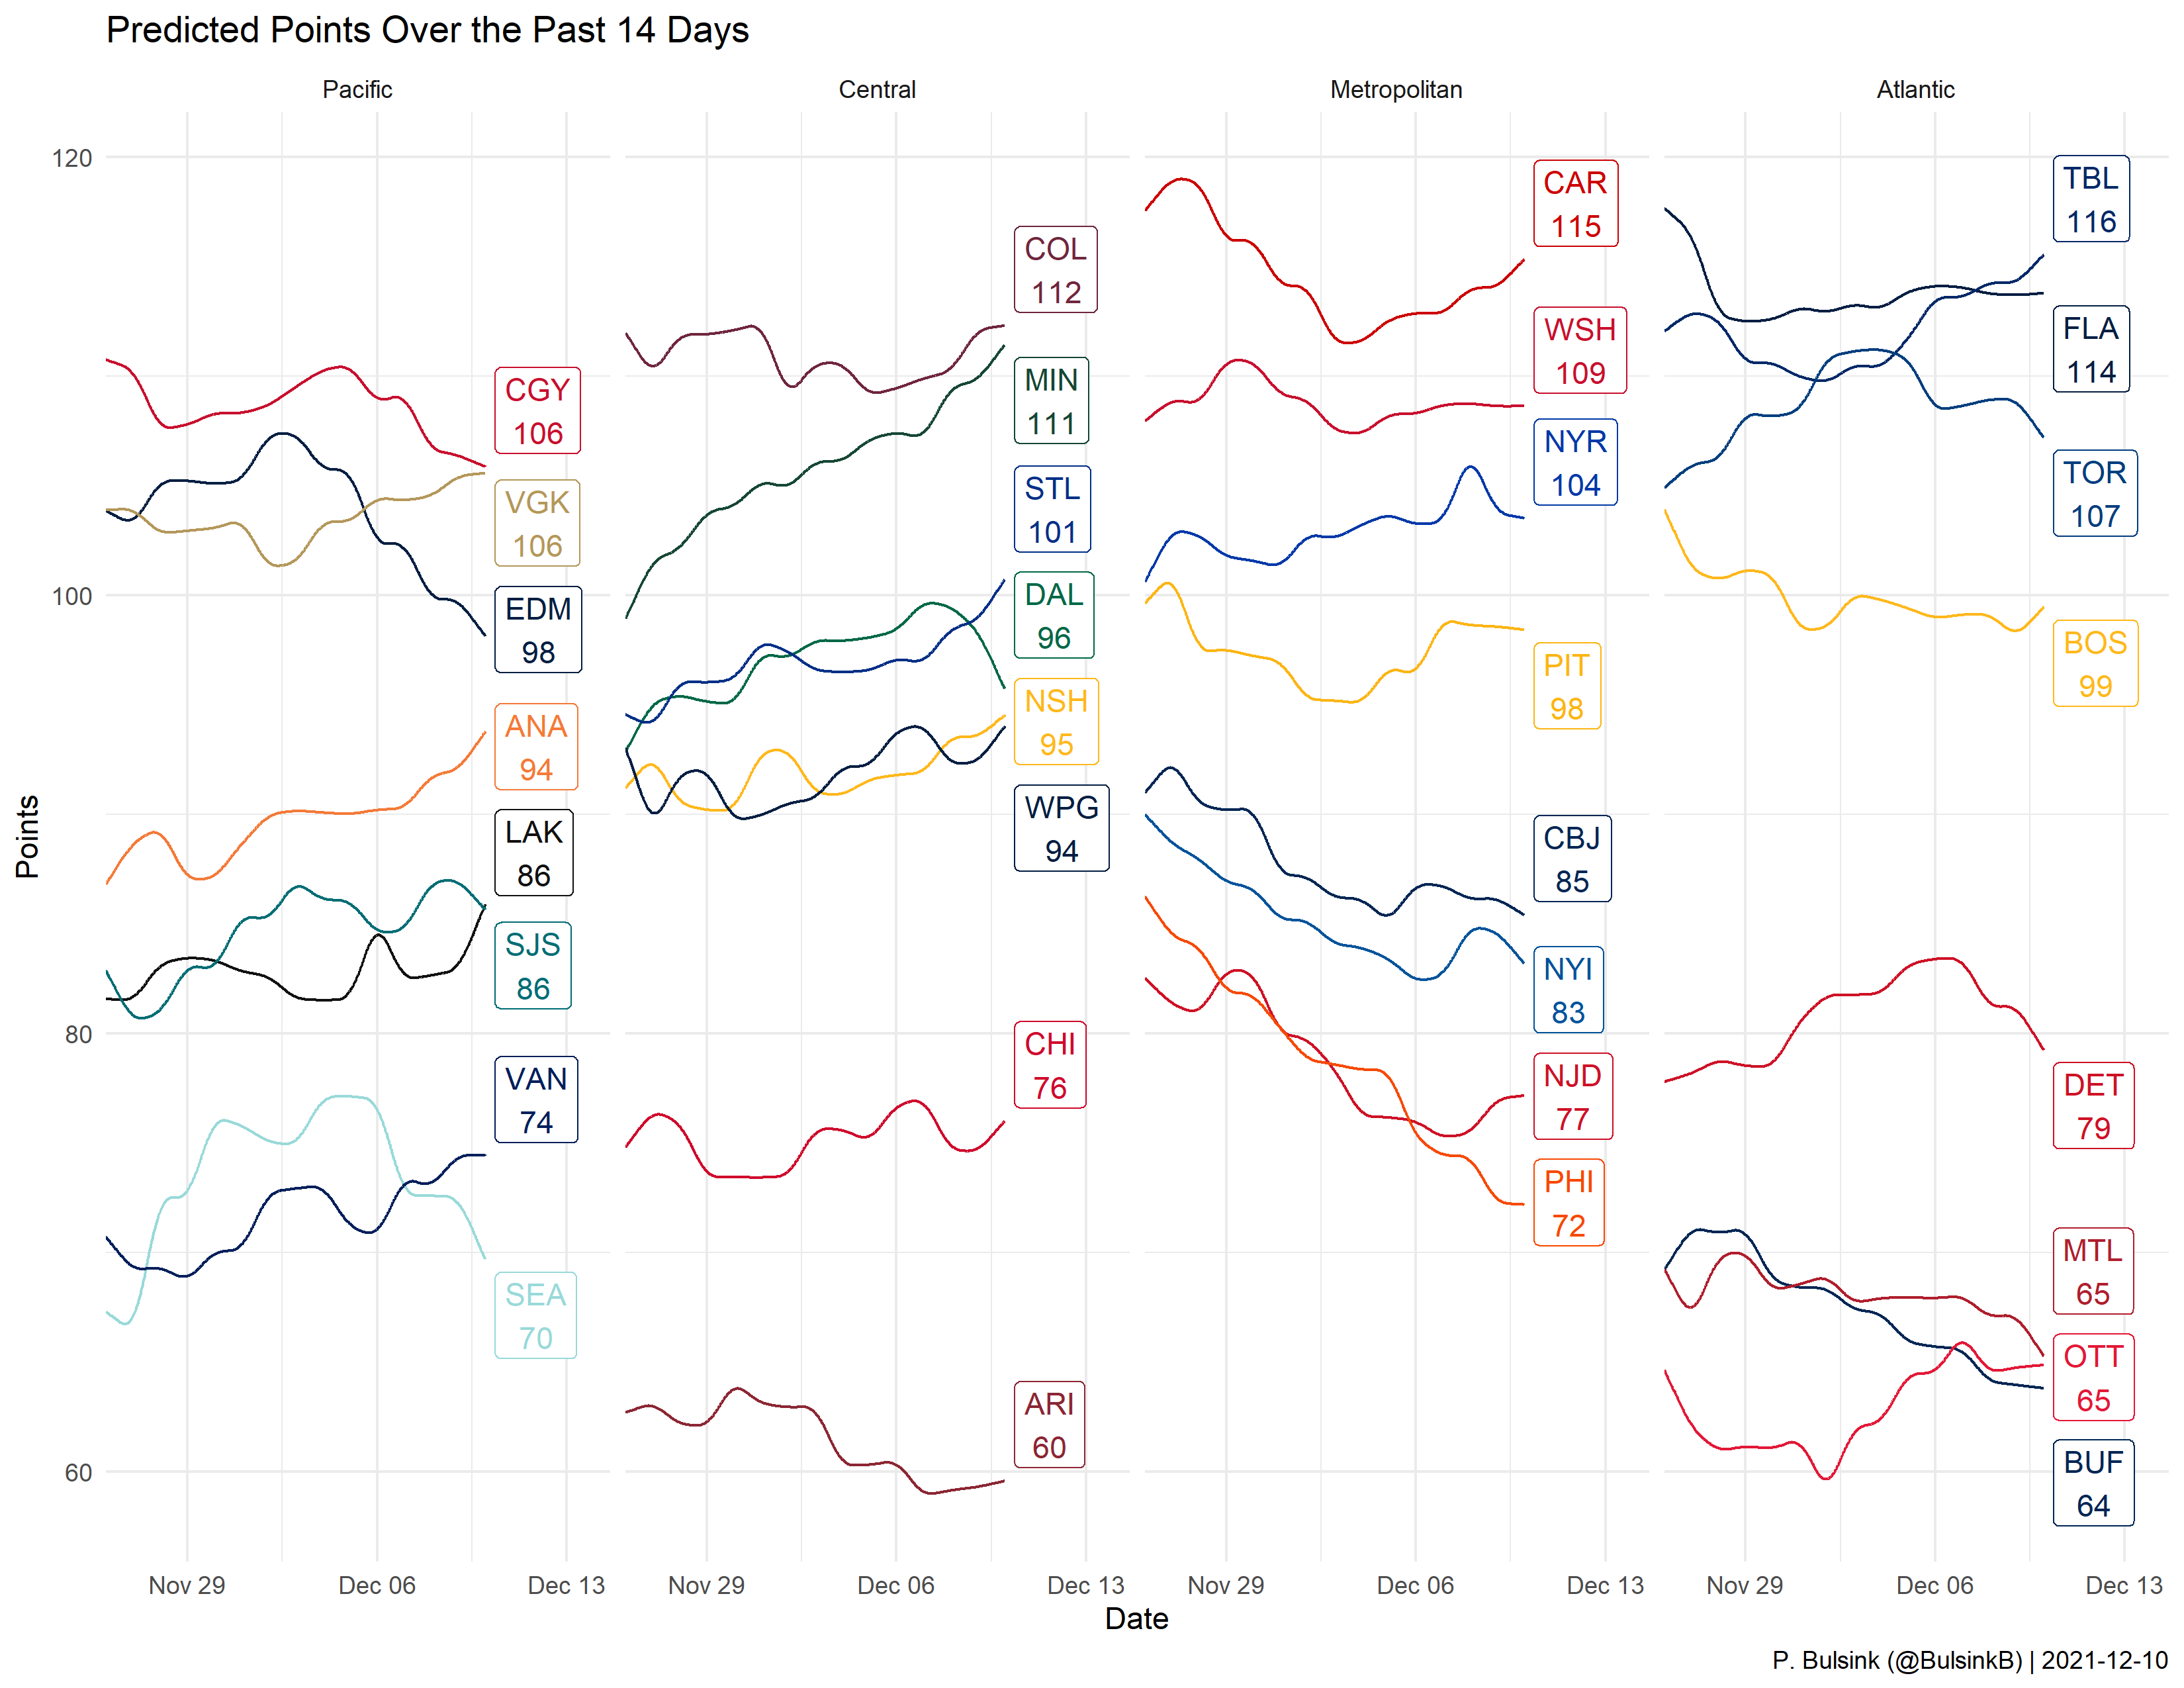 Predicted Points Over the Past 14 Days
Pacific
Central
Metropolitan
Atlantic
Points
120
100
80
60
CGY
106
VGK
106
EDM
98
ANA
94
LAK
86
SJS
86
VAN
74
SEA
70
COL
112
MIN
111
STL
101
DAL
96
NSH
95
WPG
94
CHI
76
ARI
60
CAR
115
WSH
109
NYR
104
PIT
98
CBJ
85
NYI
83
NJD
77
PHI
72
TBL
116
FLA
114
TOR
107
BOS
99
DET
79
MTL
65
OTT
65
BUF
64
Nov 29 Dec 06 Dec 13
Nov 29 Dec 06 Dec 13
Nov 29 Dec 06 Dec 13
Nov 29 Dec 06 Dec 13
Date
P. Bulsink (@BulsinkB) | 2021-12-10